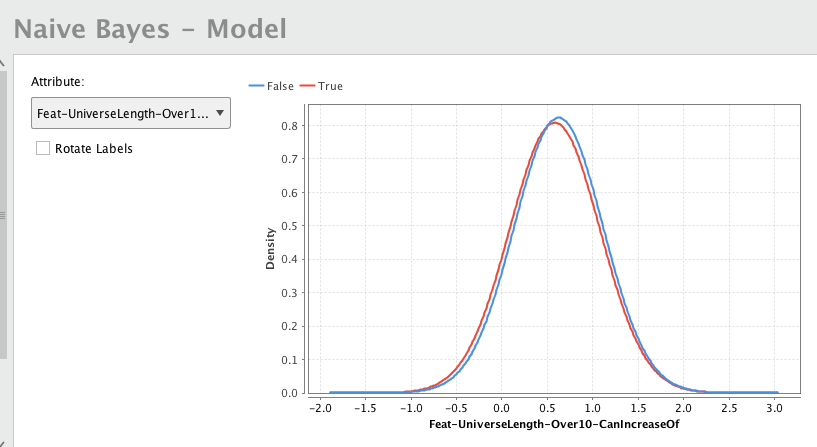 Naive Bayes - Model
Attribute:
Feat-UniverseLength-Over1...
Rotate Labels
False True
0.8
0.7
0.6
0.5
0.4
0.3
0.2
0.1
0.0
Density
-2.0 -1.5 -1.0 -0.5 0.0 0.5 1.0 1.5 2.0 2.5 3.0
Feat-UniverseLength-Over10-CanIncreaseOf